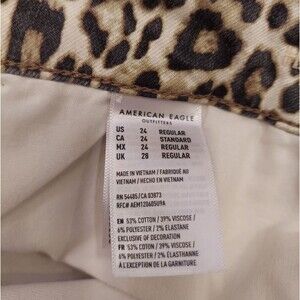 AMERICAN EAGLE
OUTFITTERS
US 24 REGULAR
CA 24 STANDARD
MX 24 REGULAR
UK 28 REGULAR
MADE IN VIETNAM / FABRIQUÉ AU
VIETNAM / HECHO EN VIETNAM
RN 54485/CA 03873
RFC# AEM120605U9A
EN 53% COTTON / 39% VISCOSE /
6% POLYESTER / 2% ELASTANE
EXCLUSIVE OF DECORATION
FR 53% COTON / 39% VISCOSE /
6% POLYESTER / 2% ÉLASTHANNE
À L'EXCEPTION DE LA GARNITURE